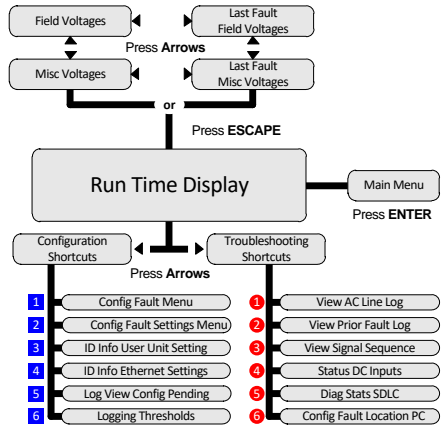 Field Voltages
Last Fault
Field Voltages
Press Arrows
Misc Voltages
Last Fault
Misc Voltages
or
Press ESCAPE
Run Time Display
Main Menu
Press ENTER
Configuration
Shortcuts
Troubleshooting
Shortcuts
Press Arrows
1 Config Fault Menu
2 Config Fault Settings Menu
3 ID Info User Unit Setting
4 ID Info Ethernet Settings
5 Log View Config Pending
6 Logging Thresholds
1 View AC Line Log
2 View Prior Fault Log
3 View Signal Sequence
4 Status DC Inputs
5 Diag Stats SDLC
6 Config Fault Location PC